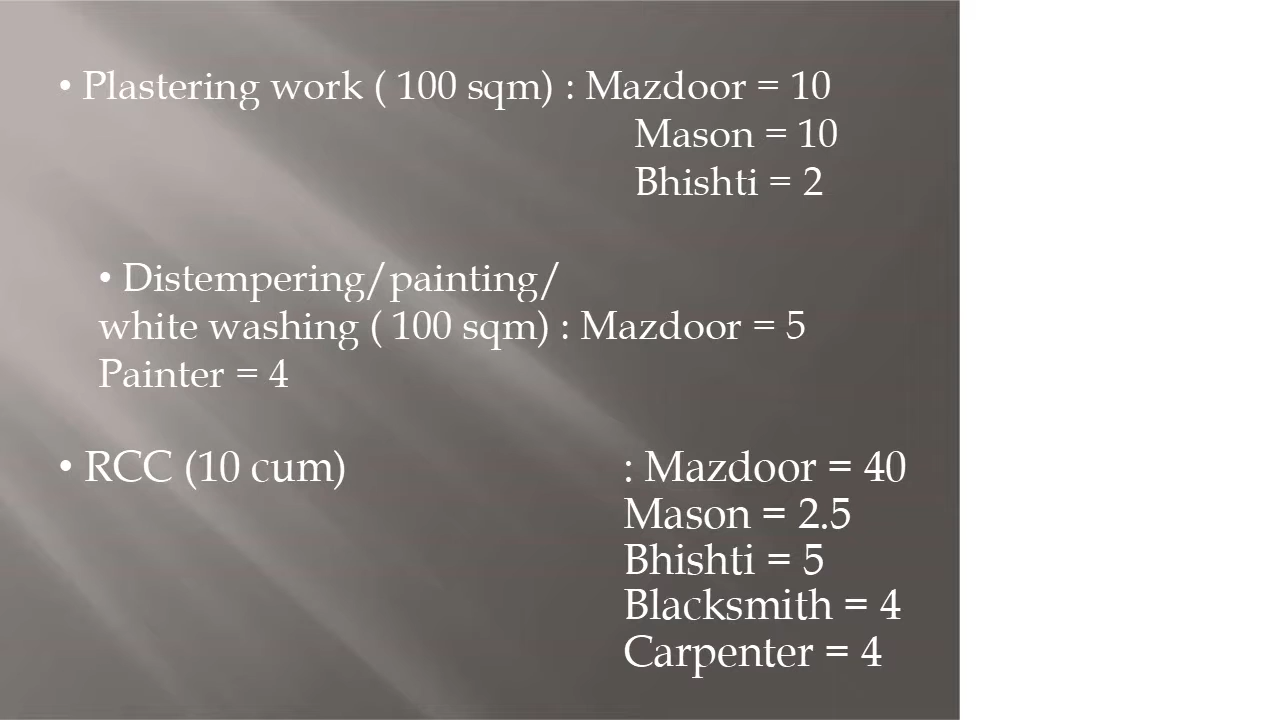 • Plastering work ( 100 sqm) : Mazdoor = 10
Mason = 10
Bhishti = 2
• Distempering/painting/
white washing ( 100 sqm) : Mazdoor = 5
Painter = 4
• RCC (10 cum) : Mazdoor = 40
Mason = 2.5
Bhishti = 5
Blacksmith = 4
Carpenter = 4